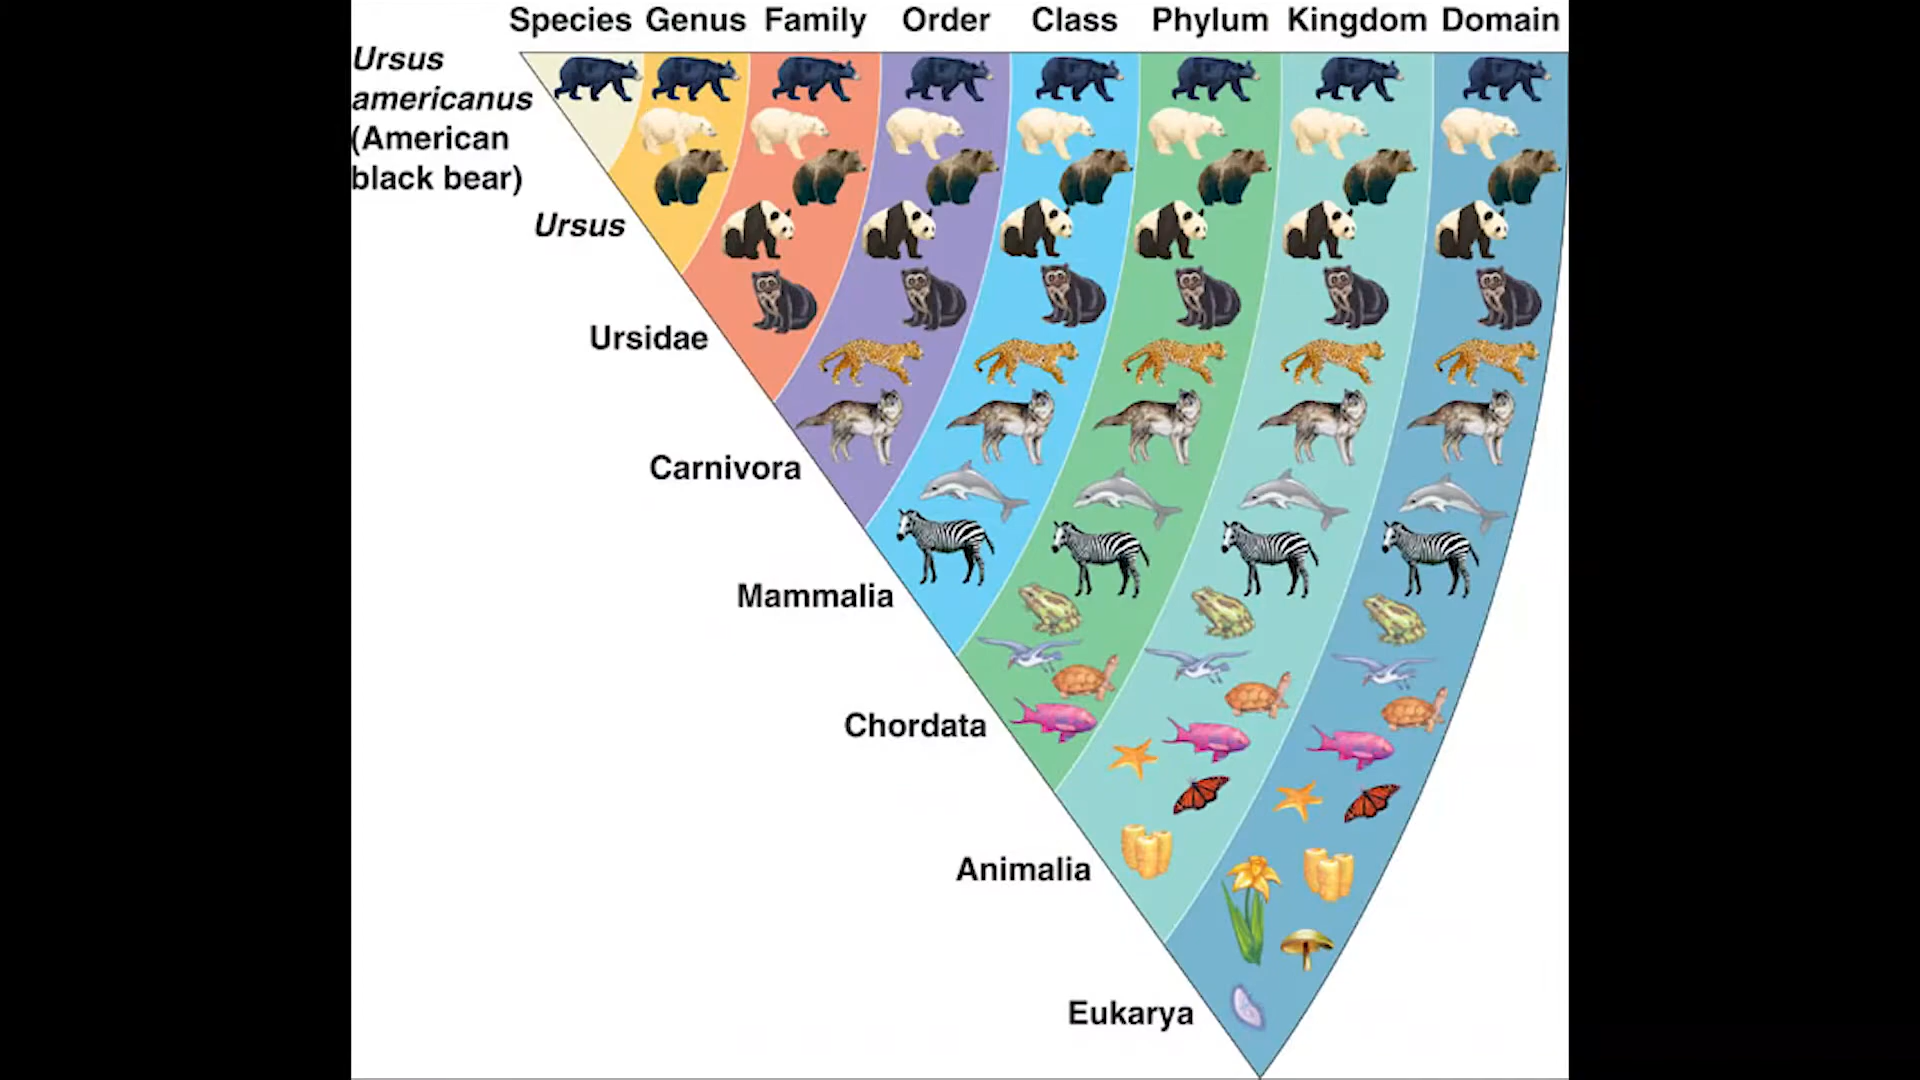 Species Genus Family Order Class Phylum Kingdom Domain
Ursus
americanus
(American
black bear)
Ursus
Ursidae
Carnivora
Mammalia
Chordata
Animalia
Eukarya